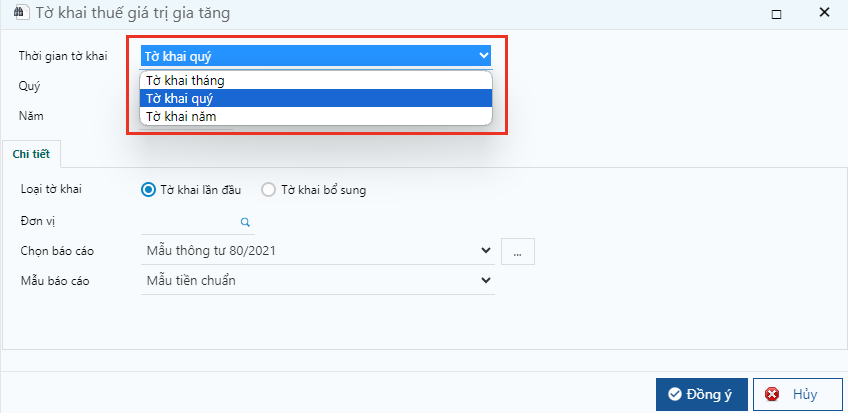 Tờ khai thuế giá trị gia tăng
Thời gian tờ khai
Tờ khai quý
Tờ khai tháng
Quý
Tờ khai quý
Năm
Tờ khai năm
Chi tiết
Loại tờ khai
Tờ khai lần đầu
Tờ khai bổ sung
Đơn vị
Chọn báo cáo
Mẫu thông tư 80/2021
...
Mẫu báo cáo
Mẫu tiền chuẩn
Đồng ý
Hủy